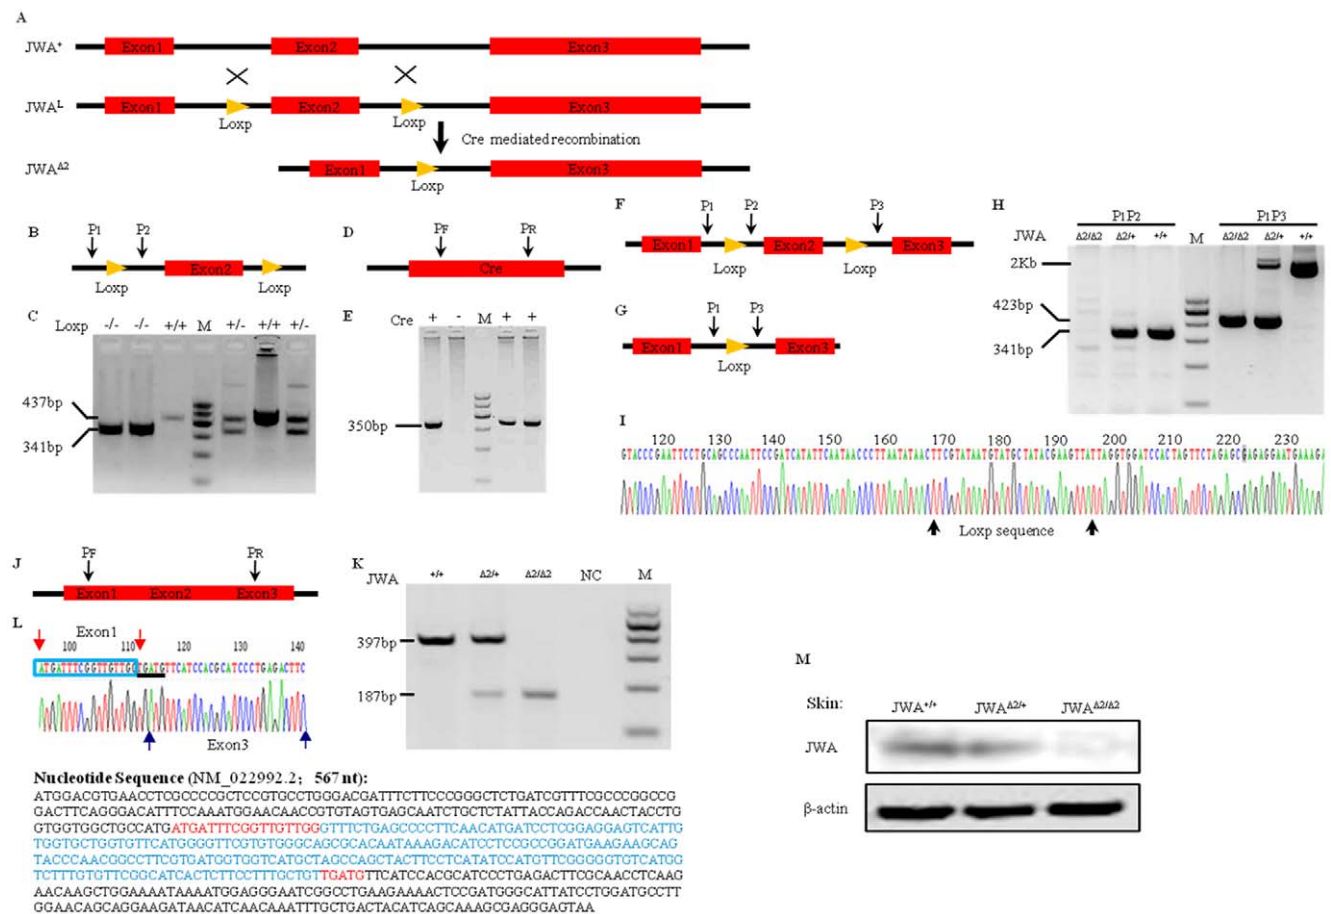 A
JWA+ Exon1 Exon2 Exon3
JWAL Exon1 Exon2 Exon3
Loxp Loxp
Cre mediated recombination
JWAΔ2 Exon1 Exon3
Loxp
B
P1 P2
Exon2
Loxp Loxp
C
Loxp -/- -/- +/+ M +/- +/+ +/-
437bp
341bp
D
PF PR
Cre
E
Cre + - M + +
350bp
F
P1 P2 P3
Exon1 Exon2 Exon3
Loxp Loxp
G
P1 P3
Exon1 Exon3
Loxp
H
P1P2 P1P3
JWA Δ2/Δ2 Δ2/+ +/+ M Δ2/Δ2 Δ2/+ +/+
2Kb
423bp
341bp
I
120 130 140 150 160 170 180 190 200 210 220 230
GTACCCGAATTCCTGCAGCCCAATTCCGATCATATTCAATAACCCTTAATATAACTTCGTATAATGTATGCTATACGAAGTTATTAGGTGGATCCACTAGTTCTAGAGCGAGAGGAATGAAAGA
Loxp sequence
J
PF PR
Exon1 Exon2 Exon3
K
JWA +/+ Δ2/+ Δ2/Δ2 NC M
397bp
187bp
L
Exon1
100 110 120 130 140
ATGATTTCGGTTGTTGCTGATGTTCATCCACGCATCCCTGAGACTTC
Exon3
M
Skin: JWA+/+ JWAΔ2/+ JWAΔ2/Δ2
JWA
β-actin
Nucleotide Sequence (NM_022992.2; 567 nt):
ATGGACGTGAACCTCGCCCCGCTCCGTGCCTGGGACGATTTCTTCCCGGGCTCTGATCGTTTCGCCCGGCCG
GACTTCAGGGACATTTCCAAATGGAACAACCGTGTAGTGAGCAATCTGCTCTATTACCAGACCAACTACCTG
GTGGTGGCTGCCATGATGATTTCGGTTGTTGGGTTTCTGAGCCCCTTCAACATGATCCTCGGAGGAGTCATTG
TGGTGCTGGTGTTCATGGGGTTCGTGTGGGCAGCGCACAATAAAGACATCCTCCGCCGGATGAAGAAGCAG
TACCCAACGGCCTTCGTGATGGTGGTCATGCTAGCCAGCTACTTCCTCATATCCATGTTCGGGGGTGTCATGG
TCTTTGTGTTCGGCATCACTCTTCCTTTGCTGTTGATGTTCATCCACGCATCCCTGAGACTTCGCAACCTCAAG
AACAAGCTGGAAAATAAAATGGAGGGAATCGGCCTGAAGAAAACTCCGATGGGCATTATCCTGGATGCCTT
GGAACAGCAGGAAGATAACATCAACAAATTTGCTGACTACATCAGCAAAGCGAGGGAGTAA